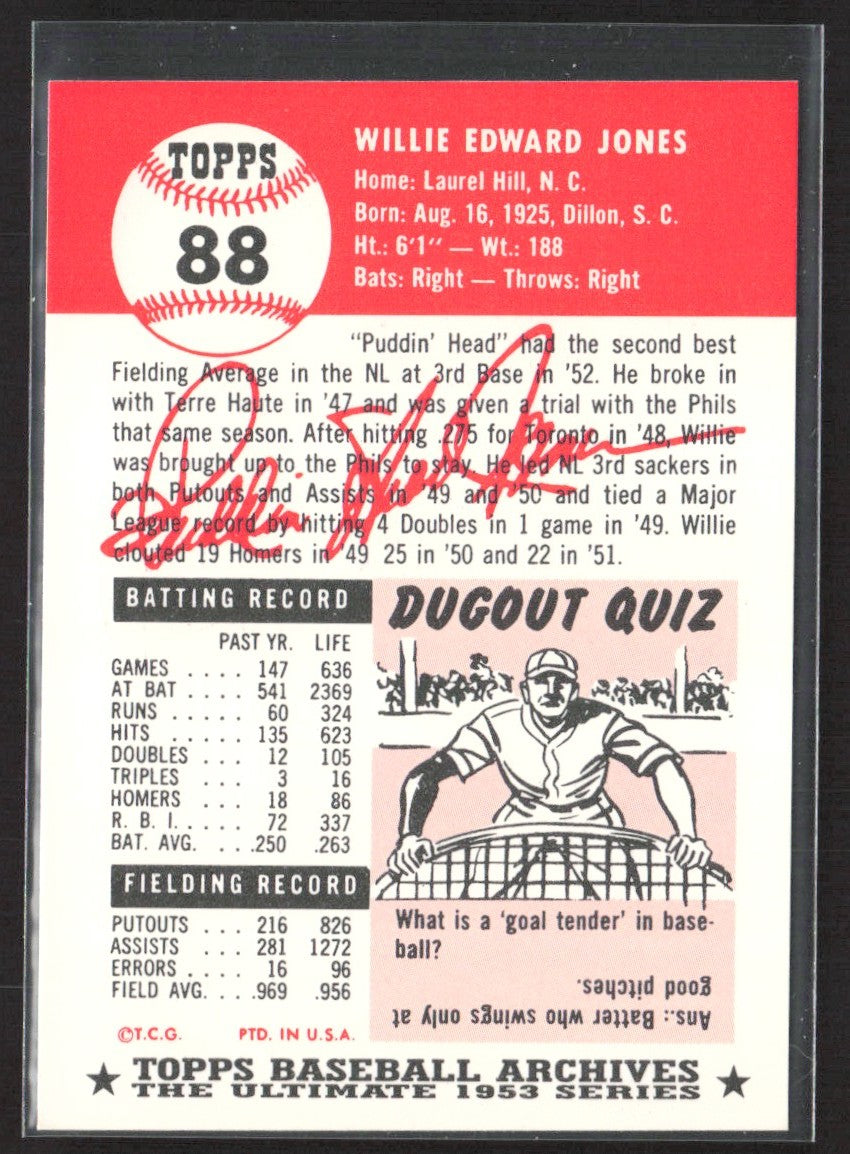 TOPPS
88
WILLIE EDWARD JONES
Home: Laurel Hill, N. C.
Born: Aug. 16, 1925, Dillon, S. C.
Ht.: 6'1" — Wt.: 188
Bats: Right — Throws: Right
"Puddin' Head" had the second best
Fielding Average in the NL at 3rd Base in '52. He broke in
with Terre Haute in '47 and was given a trial with the Phils
that same season. After hitting .275 for Toronto in '48, Willie
was brought up to the Phils to stay. He led NL 3rd sackers in
both Putouts and Assists in '49 and '50 and tied a Major
League record by hitting 4 Doubles in 1 game in '49. Willie
clouted 19 Homers in '49 25 in '50 and 22 in '51.
Puddin Head Jones
BATTING RECORD
PAST YR. LIFE
GAMES .... 147 636
AT BAT ..... 541 2369
RUNS ...... 60 324
HITS ...... 135 623
DOUBLES ... 12 105
TRIPLES ... 3 16
HOMERS ... 18 86
R. B. I...... 72 337
BAT. AVG. ... .250 .263
FIELDING RECORD
PUTOUTS ... 216 826
ASSISTS .... 281 1272
ERRORS .... 16 96
FIELD AVG. ... .969 .956
©T.C.G. PTD. IN U.S.A.
DUGOUT QUIZ
What is a 'goal tender' in base-
ball?
Ans.: Batter who swings only at
good pitches.
TOPPS BASEBALL ARCHIVES
THE ULTIMATE 1953 SERIES